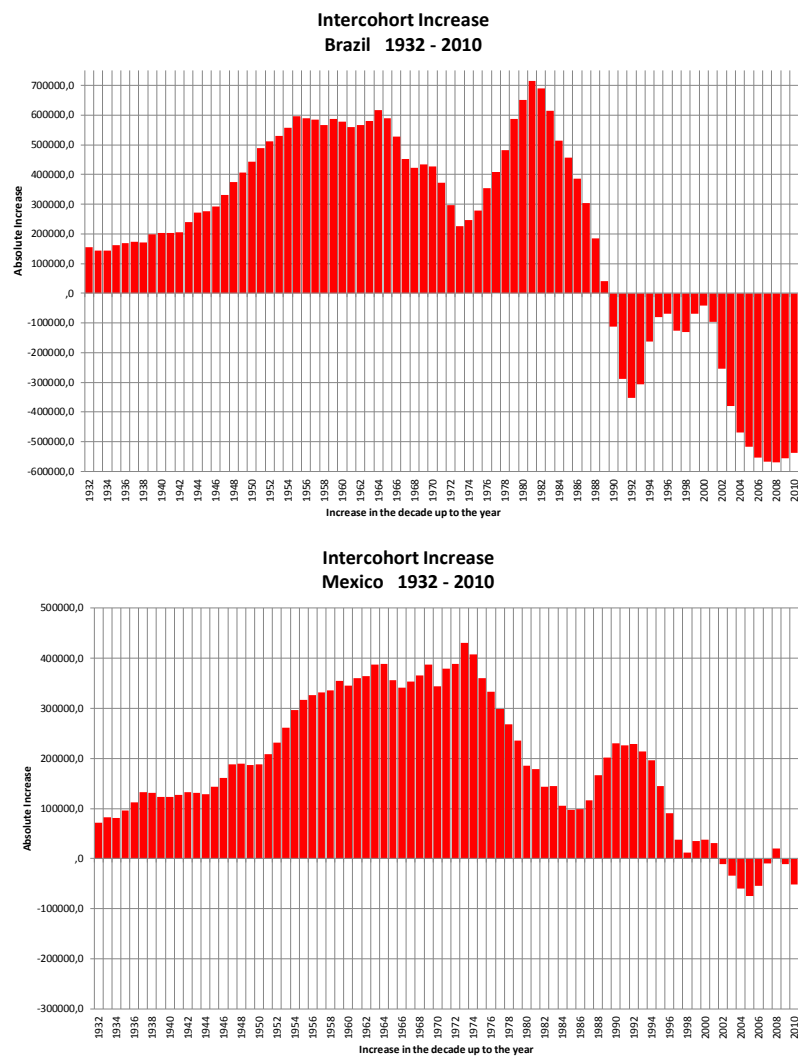 Intercohort Increase
Brazil 1932 - 2010
700000,0
600000,0
500000,0
400000,0
300000,0
200000,0
100000,0
,0
-100000,0
-200000,0
-300000,0
-400000,0
-500000,0
-600000,0
Absolute Increase
1932 1934 1936 1938 1940 1942 1944 1946 1948 1950 1952 1954 1956 1958 1960 1962 1964 1966 1968 1970 1972 1974 1976 1978 1980 1982 1984 1986 1988 1990 1992 1994 1996 1998 2000 2002 2004 2006 2008 2010
Increase in the decade up to the year
Intercohort Increase
Mexico 1932 - 2010
500000,0
400000,0
300000,0
200000,0
100000,0
,0
-100000,0
-200000,0
-300000,0
Absolute Increase
1932 1934 1936 1938 1940 1942 1944 1946 1948 1950 1952 1954 1956 1958 1960 1962 1964 1966 1968 1970 1972 1974 1976 1978 1980 1982 1984 1986 1988 1990 1992 1994 1996 1998 2000 2002 2004 2006 2008 2010
Increase in the decade up to the year